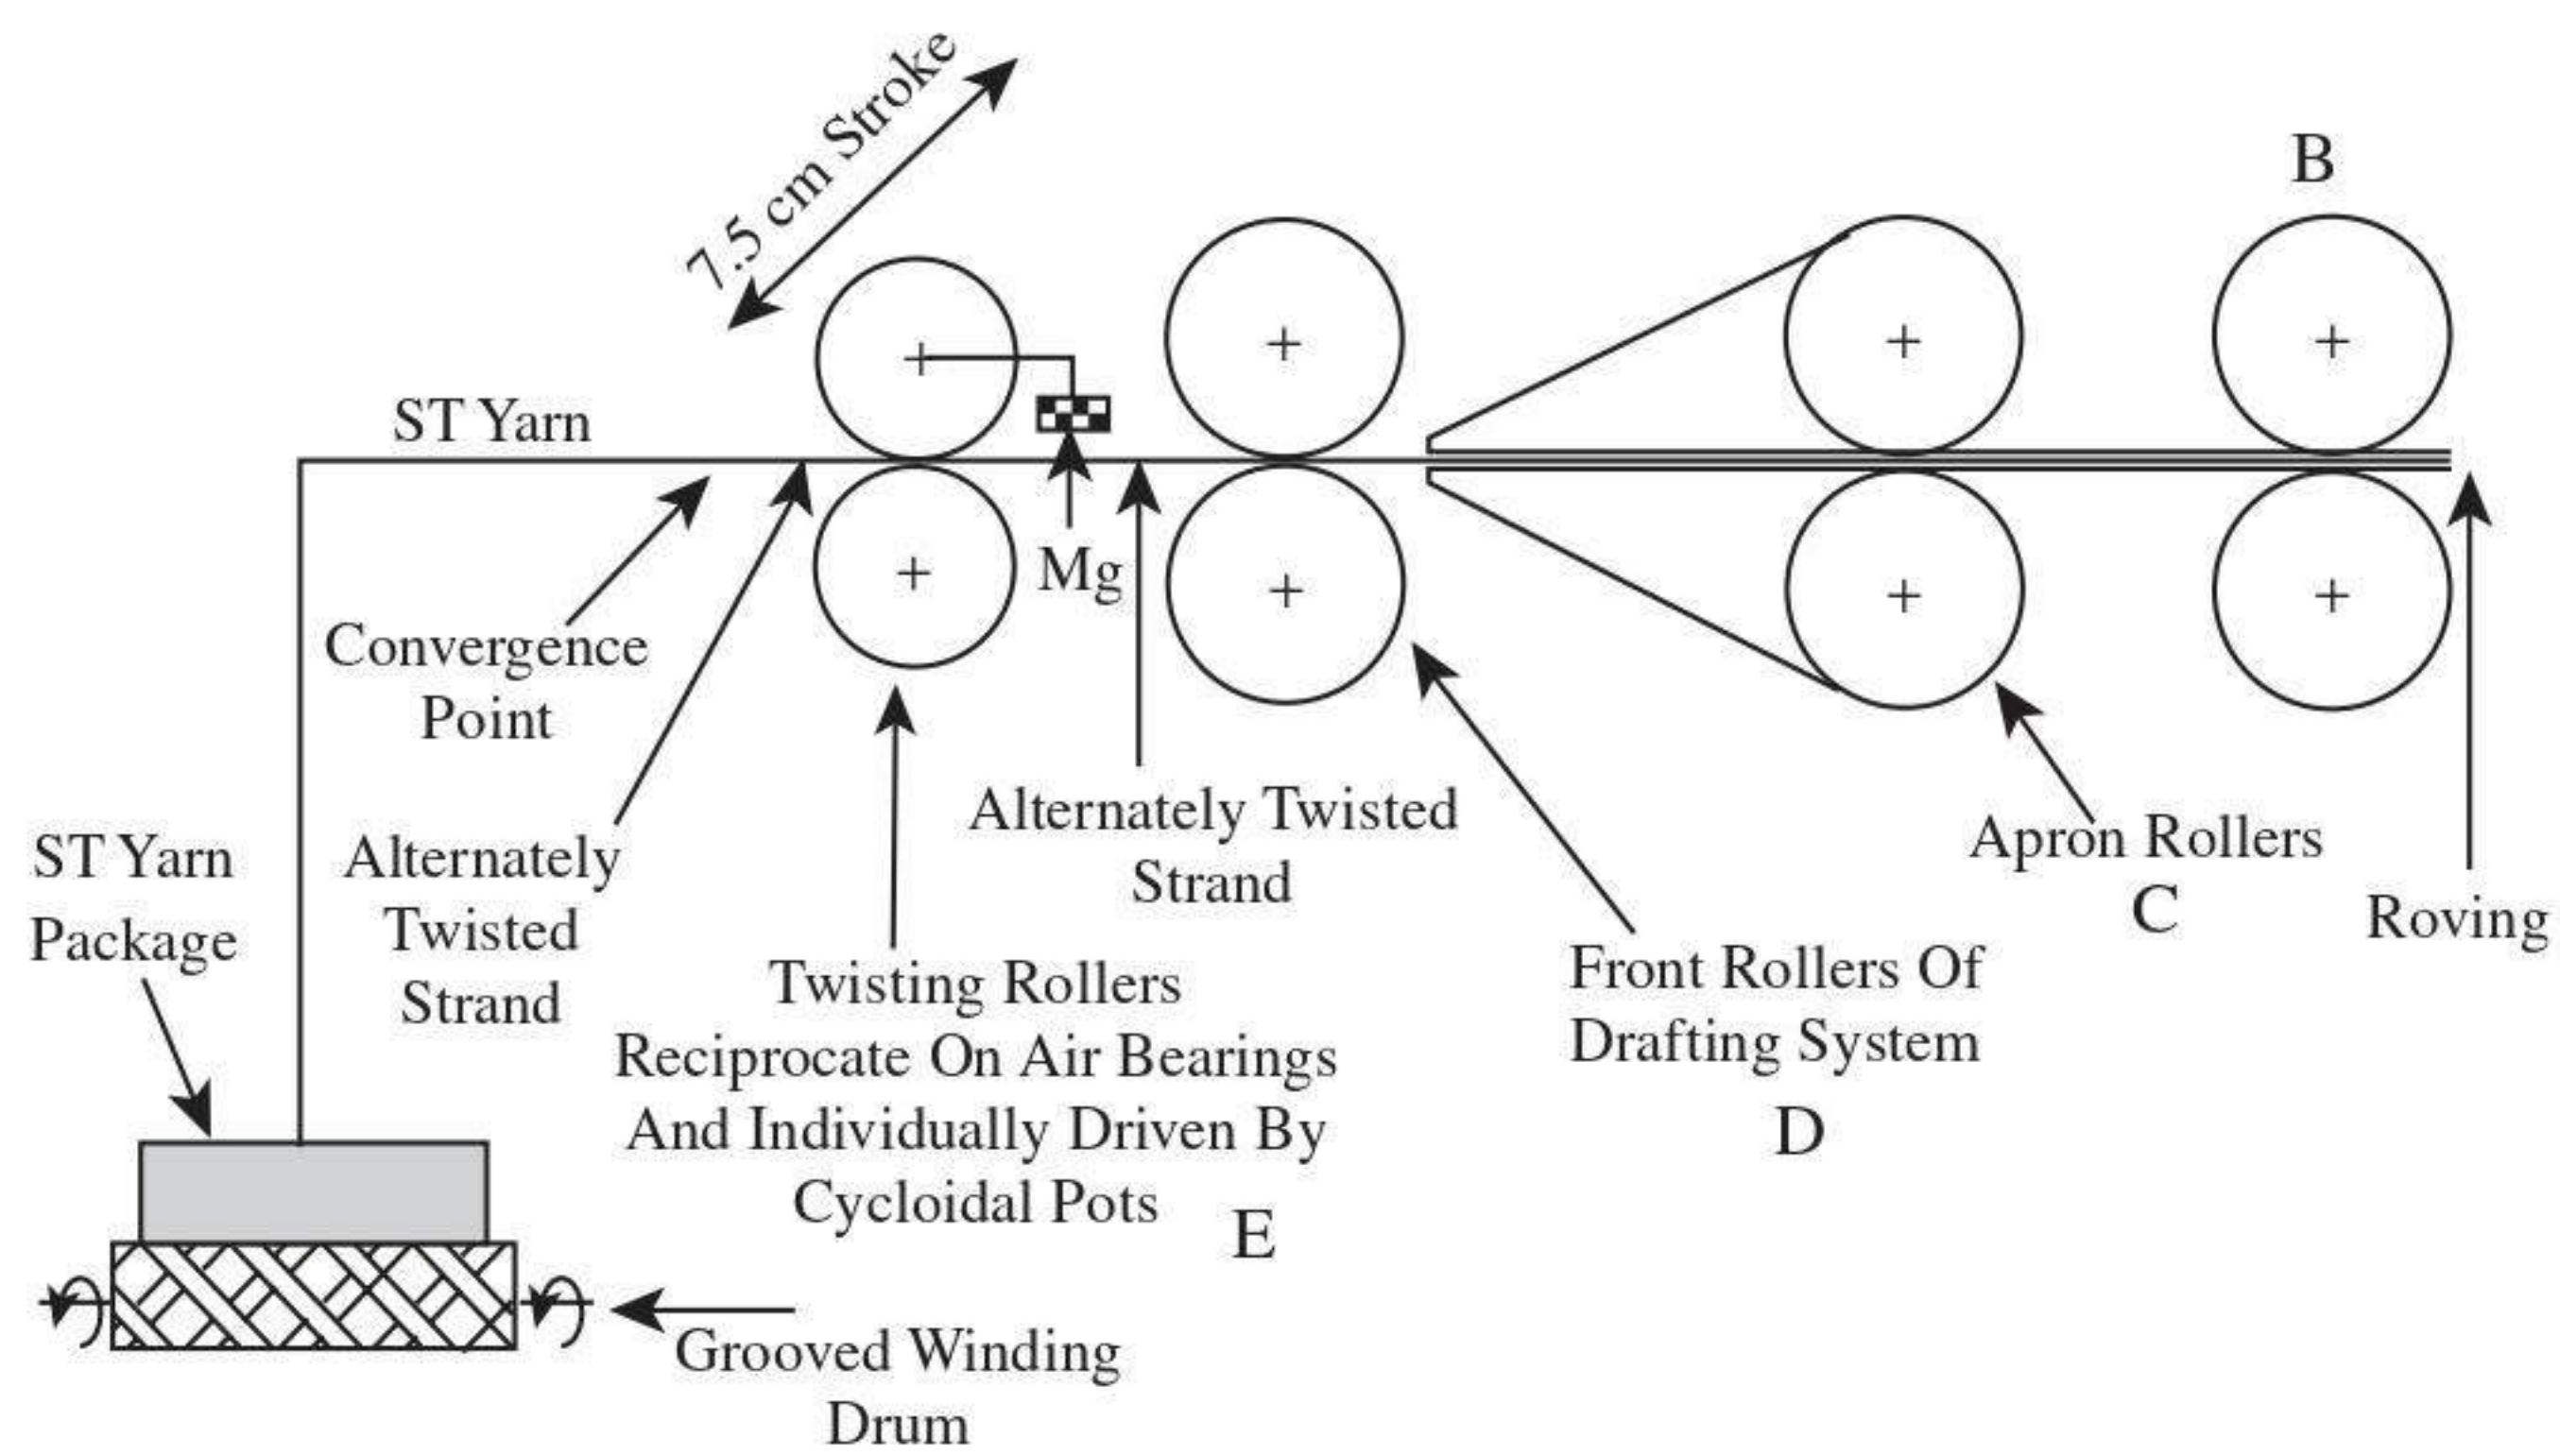 7.5 cm Stroke
B
ST Yarn
Mg
Convergence
Point
Alternately Twisted
Strand
Apron Rollers
C
Roving
ST Yarn
Package
Alternately
Twisted
Strand
Twisting Rollers
Reciprocate On Air Bearings
And Individually Driven By
Cycloidal Pots
E
Front Rollers Of
Drafting System
D
Grooved Winding
Drum